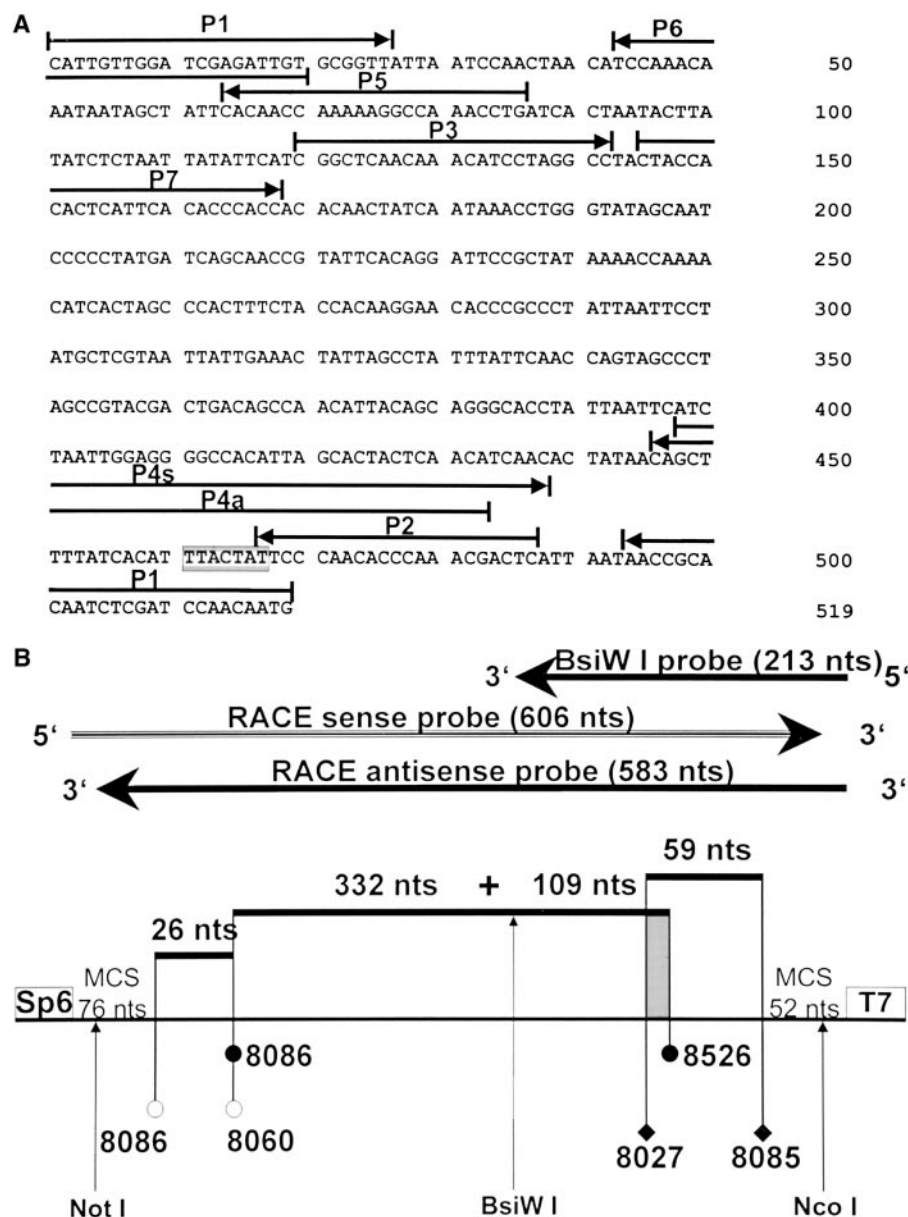 A
P1 P6
CATTGTTGGA TCGAGATTGT GCGGTTATTA ATCCAACTAA CATCCAAACA 50
P5
AATAATAGCT ATTCACAACC AAAAAGGCCA AACCTGATCA CTAATACTTA 100
P3
TATCTCTAAT TATATTCATC GGCTCAACAA ACATCCTAGG CCTACTACCA 150
P7
CACTCATTCA CACCCACCAC ACAACTATCA ATAAACCTGG GTATAGCAAT 200
CCCCCTATGA TCAGCAACCG TATTCACAGG ATTCCGCTAT AAAACCAAAA 250
CATCACTAGC CCACTTTCTA CCACAAGGAA CACCCGCCCT ATTAATTCCT 300
ATGCTCGTAA TTATTGAAAC TATTAGCCTA TTTATTCAAC CAGTAGCCCT 350
AGCCGTACGA CTGACAGCCA ACATTACAGC AGGGCACCTA TTAATTCATC 400
TAATTGGAGG GGCCACATTA GCACTACTCA ACATCAACAC TATAACAGCT 450
P4s
P4a
P2
TTTATCACAT TTACTATTCC CAACACCCAA ACGACTCATT AATAACCGCA 500
P1
CAATCTCGAT CCAACAATG 519
B
BsiW I probe (213 nts)
3‘ 5‘
RACE sense probe (606 nts)
5‘ 3‘
RACE antisense probe (583 nts)
3‘ 3‘
59 nts
332 nts + 109 nts
26 nts
MCS MCS
Sp6 76 nts 52 nts T7
8086 8526
8086 8060 8027 8085
Not I BsiW I Nco I